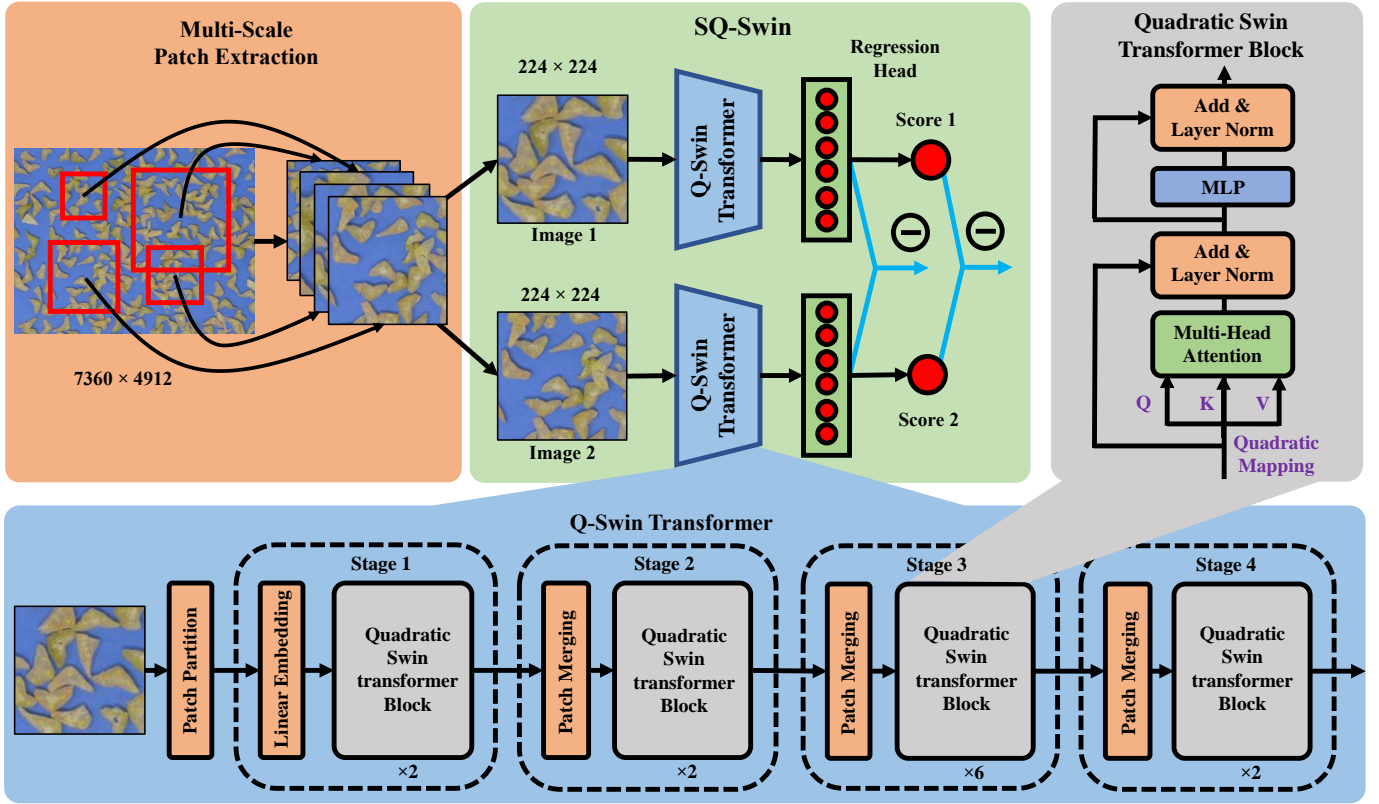 Multi-Scale
Patch Extraction
7360 × 4912
SQ-Swin
224 × 224
Image 1
Q-Swin
Transformer
Regression
Head
Score 1
224 × 224
Image 2
Q-Swin
Transformer
Score 2
Quadratic Swin
Transformer Block
Add &
Layer Norm
MLP
Add &
Layer Norm
Multi-Head
Attention
Q K V
Quadratic
Mapping
Q-Swin Transformer
Patch Partition
Stage 1
Linear Embedding
Quadratic
Swin
transformer
Block
×2
Stage 2
Patch Merging
Quadratic
Swin
transformer
Block
×2
Stage 3
Patch Merging
Quadratic
Swin
transformer
Block
×6
Stage 4
Patch Merging
Quadratic
Swin
transformer
Block
×2